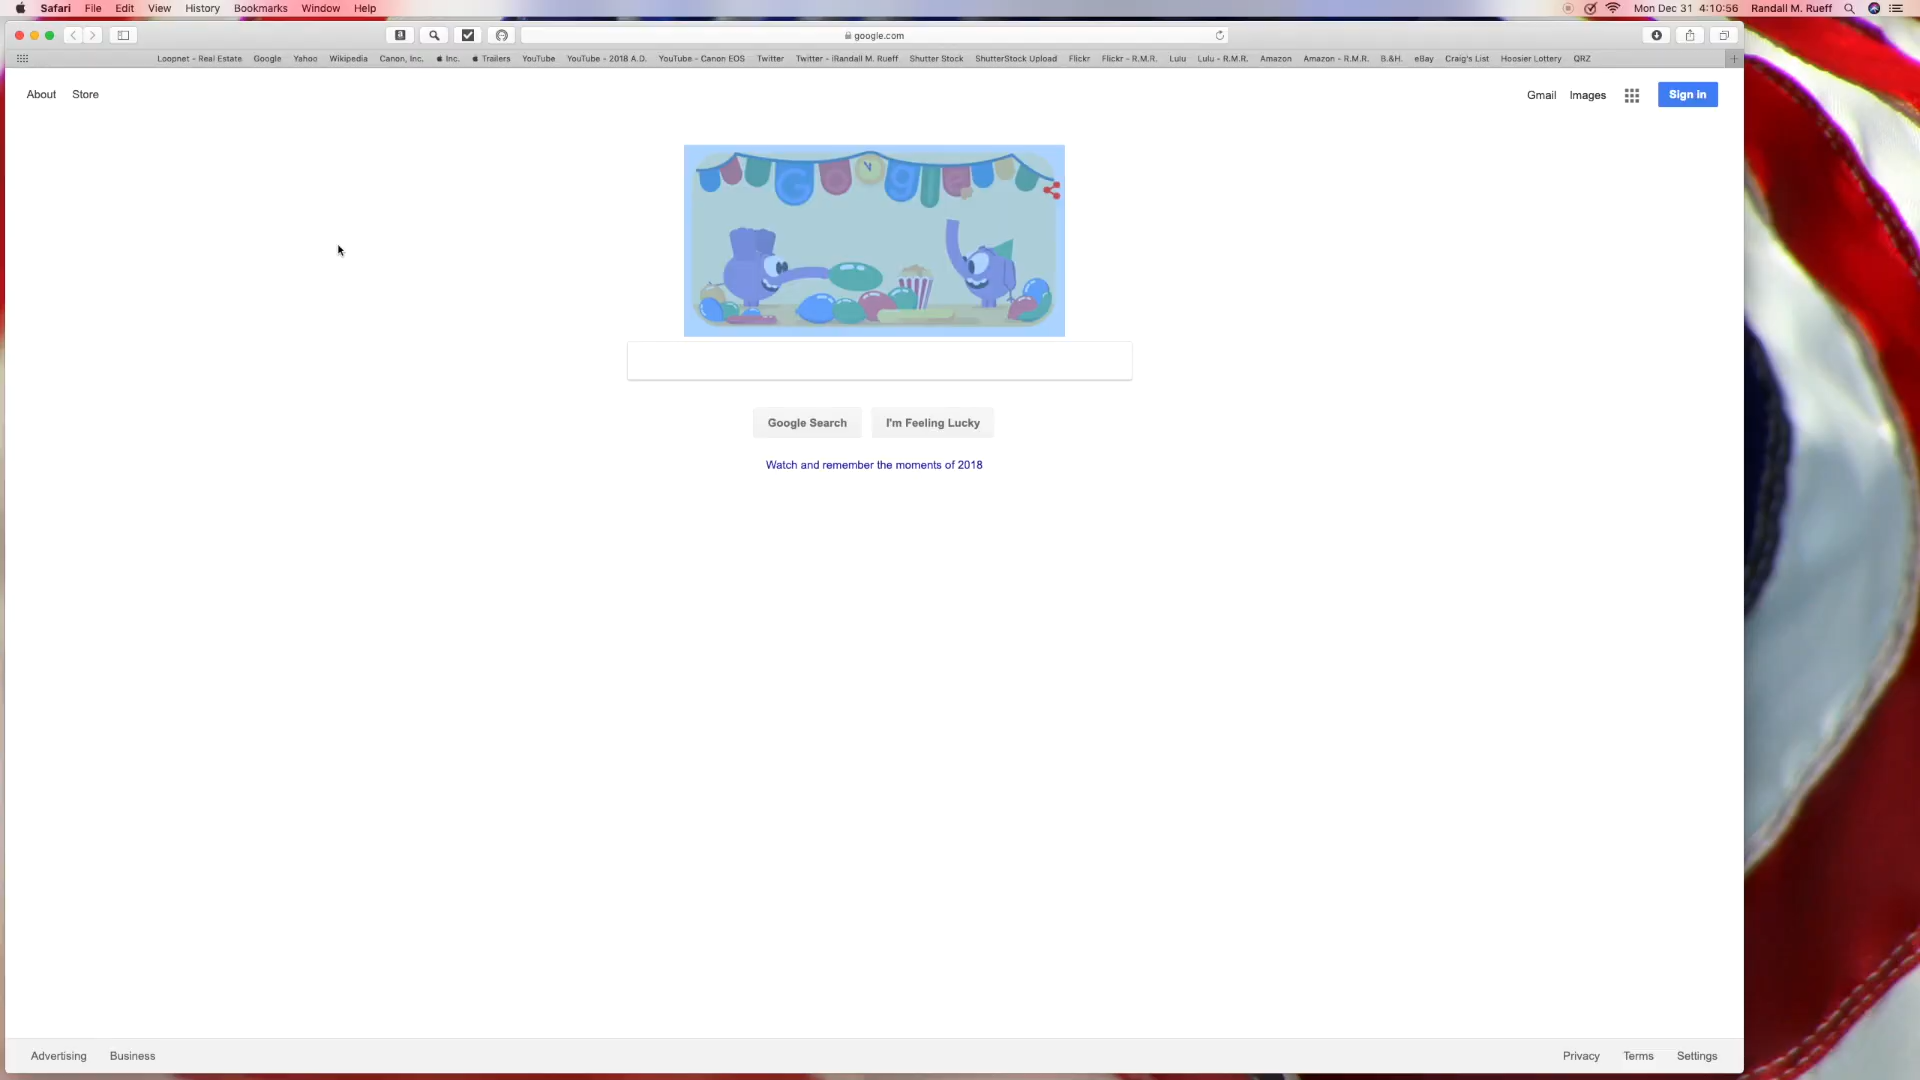 Safari File Edit View History Bookmarks Window Help Mon Dec 31 4:10:56 Randall M. Rueff
google.com
Loopnet - Real Estate Google Yahoo Wikipedia Canon, Inc. Inc. Trailers YouTube YouTube - 2018 A.D. YouTube - Canon EOS Twitter Twitter - iRandall M. Rueff Shutter Stock ShutterStock Upload Flickr Flickr - R.M.R. Lulu Lulu - R.M.R. Amazon Amazon - R.M.R. B.&H. eBay Craig's List Hoosier Lottery QRZ
About Store Gmail Images Sign in
Go gle
Google Search I'm Feeling Lucky
Watch and remember the moments of 2018
Advertising Business Privacy Terms Settings